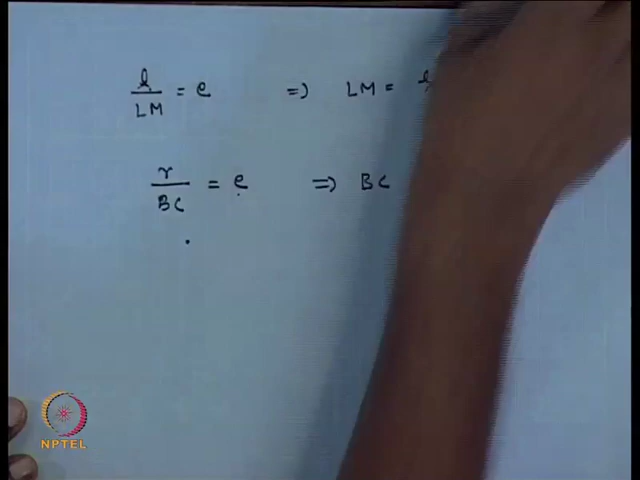 l/LM = e => LM = l
r/BC = e => BC
NPTEL